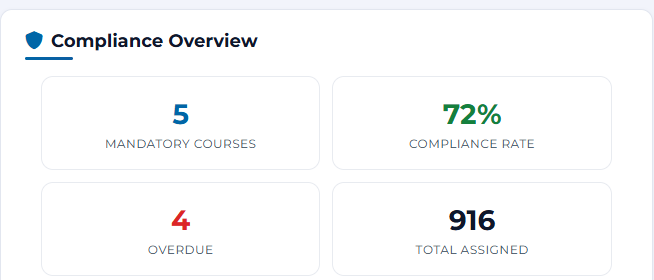 Compliance Overview
5
MANDATORY COURSES
72%
COMPLIANCE RATE
4
OVERDUE
916
TOTAL ASSIGNED